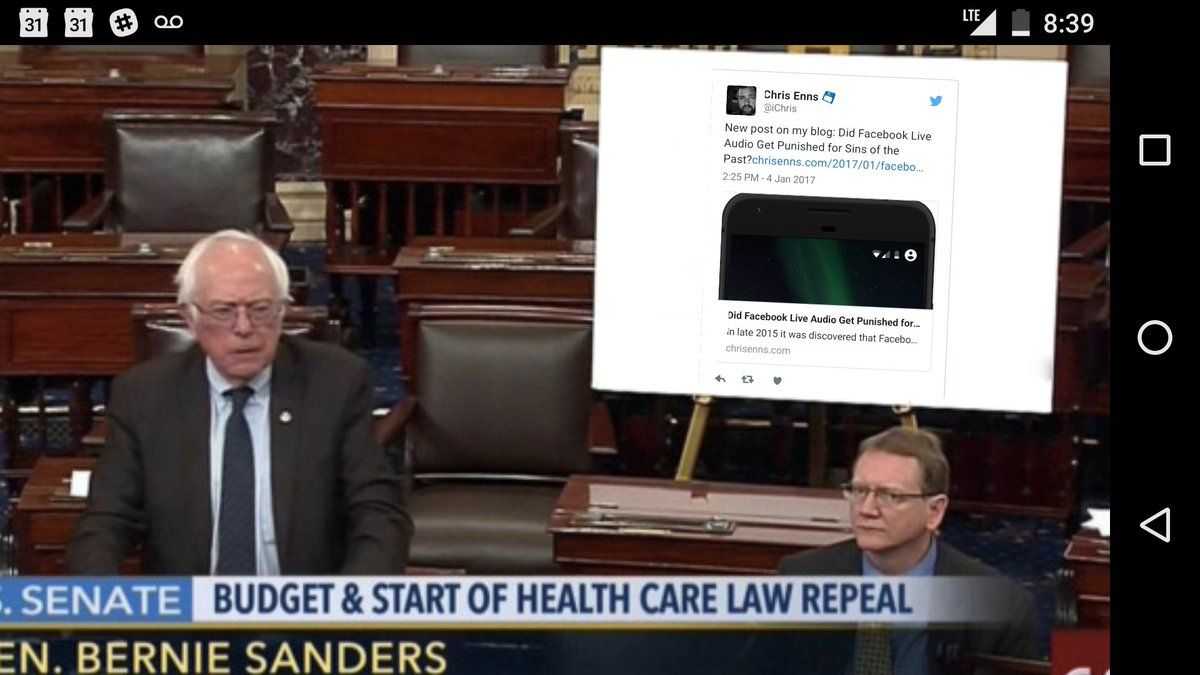 31
31
LTE
8:39
Chris Enns
@iChris
New post on my blog: Did Facebook Live
Audio Get Punished for Sins of the
Past?chrisenns.com/2017/01/facebo...
2:25 PM - 4 Jan 2017
Did Facebook Live Audio Get Punished for...
In late 2015 it was discovered that Facebo...
chrisenns.com
S. SENATE
BUDGET & START OF HEALTH CARE LAW REPEAL
EN. BERNIE SANDERS